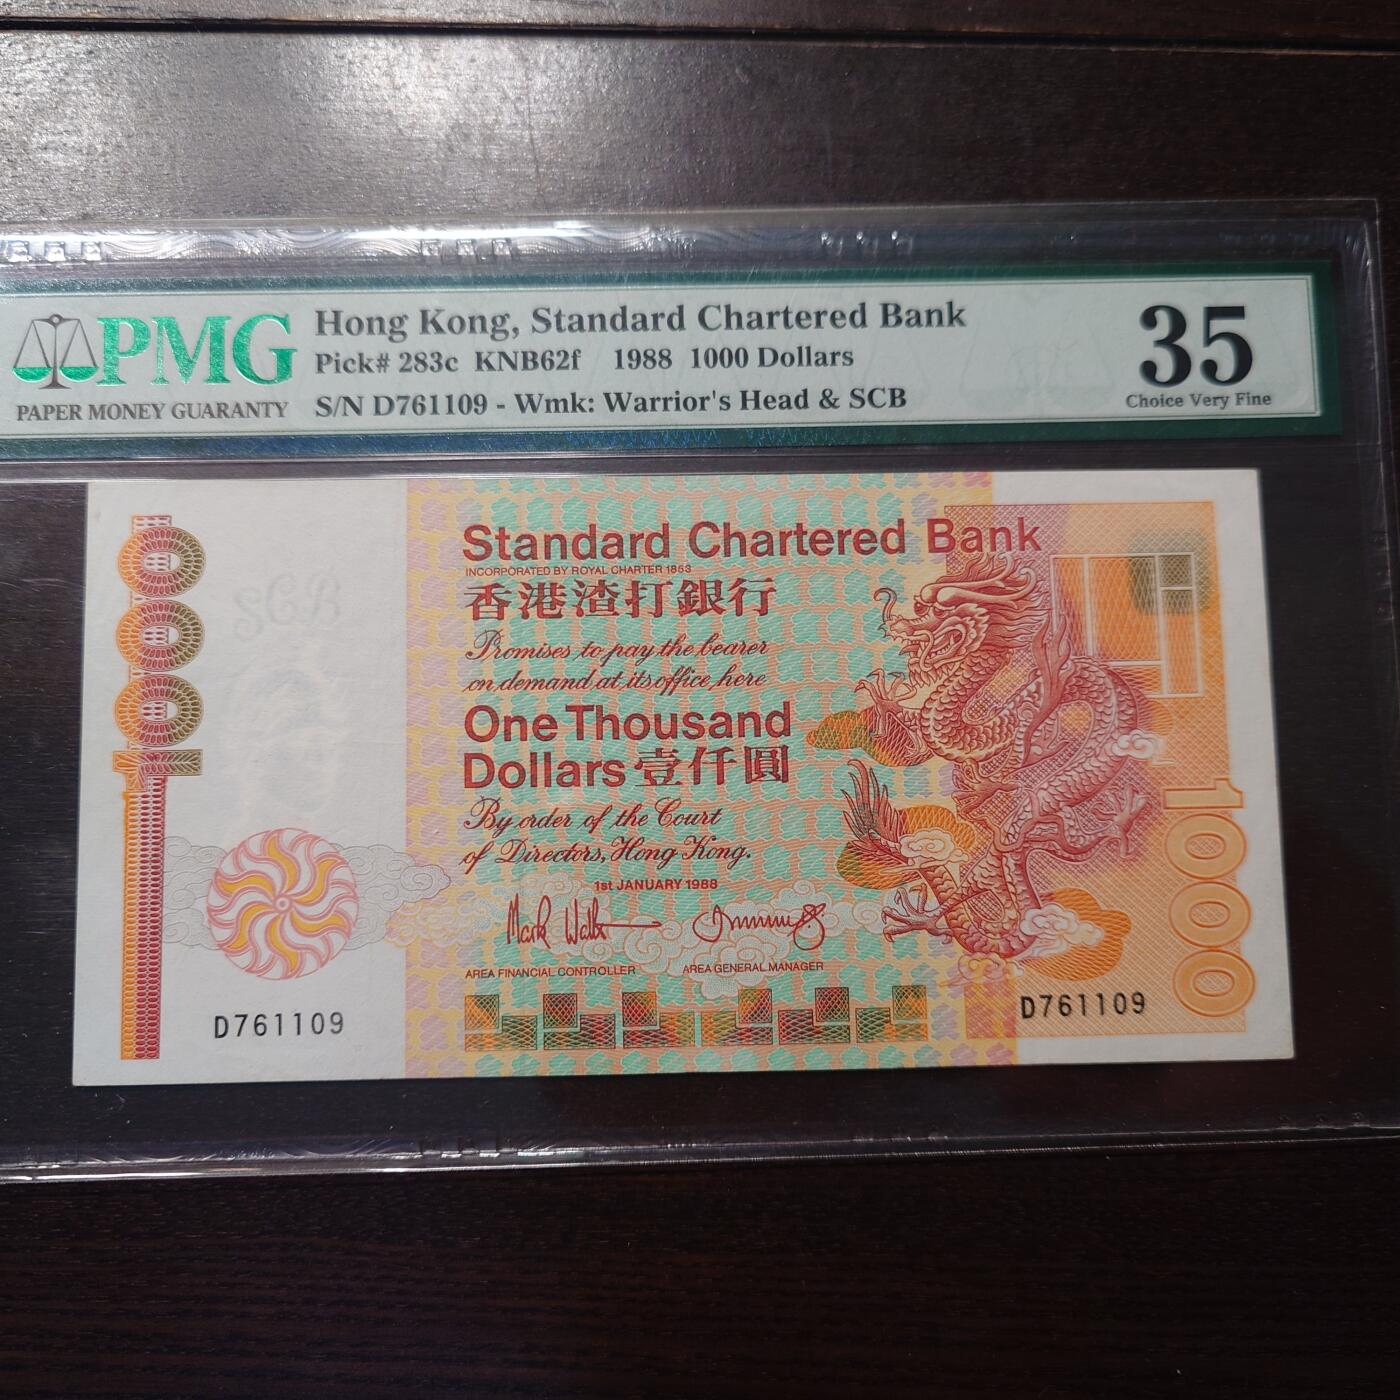 PMG
PAPER MONEY GUARANTY
Hong Kong, Standard Chartered Bank
Pick# 283c KNB62f 1988 1000 Dollars
S/N D761109 - Wmk: Warrior's Head & SCB
35
Choice Very Fine
1000
SCB
Standard Chartered Bank
INCORPORATED BY ROYAL CHARTER 1853
香港渣打銀行
Promises to pay the bearer
on demand at its office here
One Thousand
Dollars 壹仟圓
By order of the Court
of Directors, Hong Kong.
1st JANUARY 1988
Mark Walker
AREA FINANCIAL CONTROLLER
AREA GENERAL MANAGER
D761109
D761109
1000